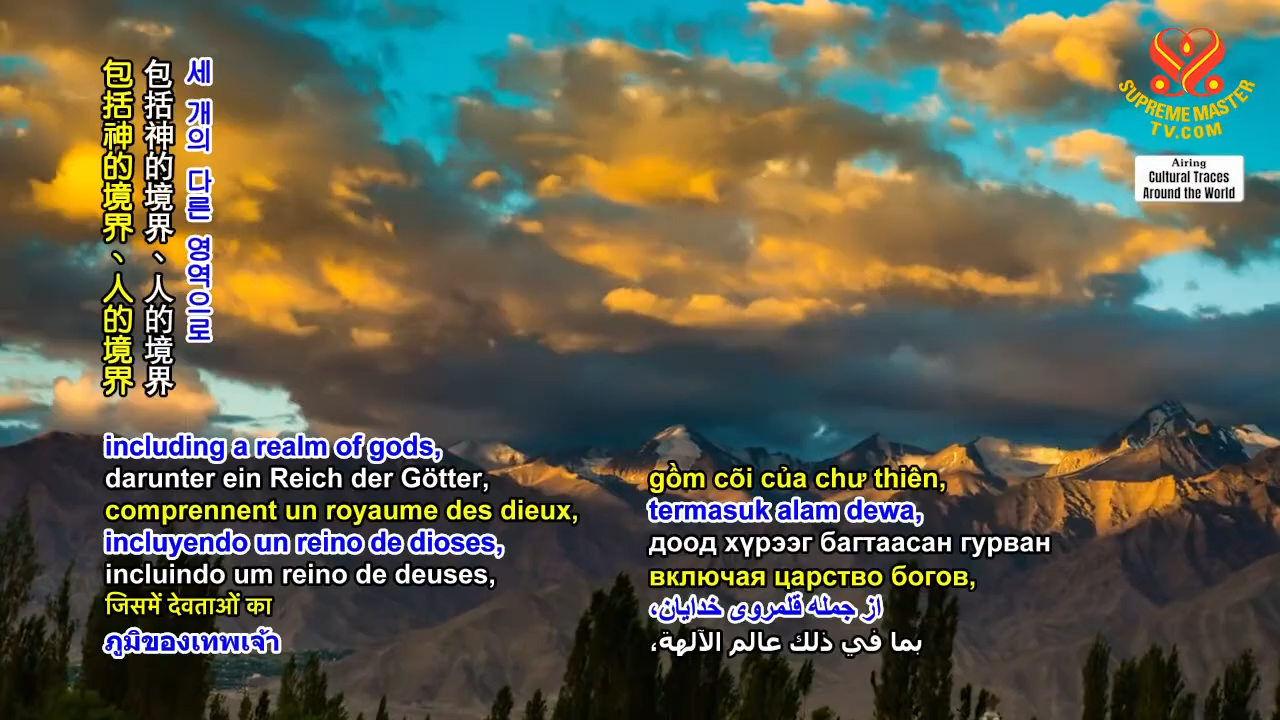 세 개의 다른 영역으로
包括神的境界、人的境界
包括神的境界、人的境界
SUPREME MASTER
TV.COM
Airing
Cultural Traces
Around the World
including a realm of gods,
darunter ein Reich der Götter,
comprennent un royaume des dieux,
incluyendo un reino de dioses,
incluindo um reino de deuses,
जिसमें देवताओं का
ภูมิของเทพเจ้า
gồm cõi của chư thiên,
termasuk alam dewa,
доод хүрээг багтаасан гурван
включая царство богов,
از جمله قلمروی خدایان،
بما في ذلك عالم الآلهة،